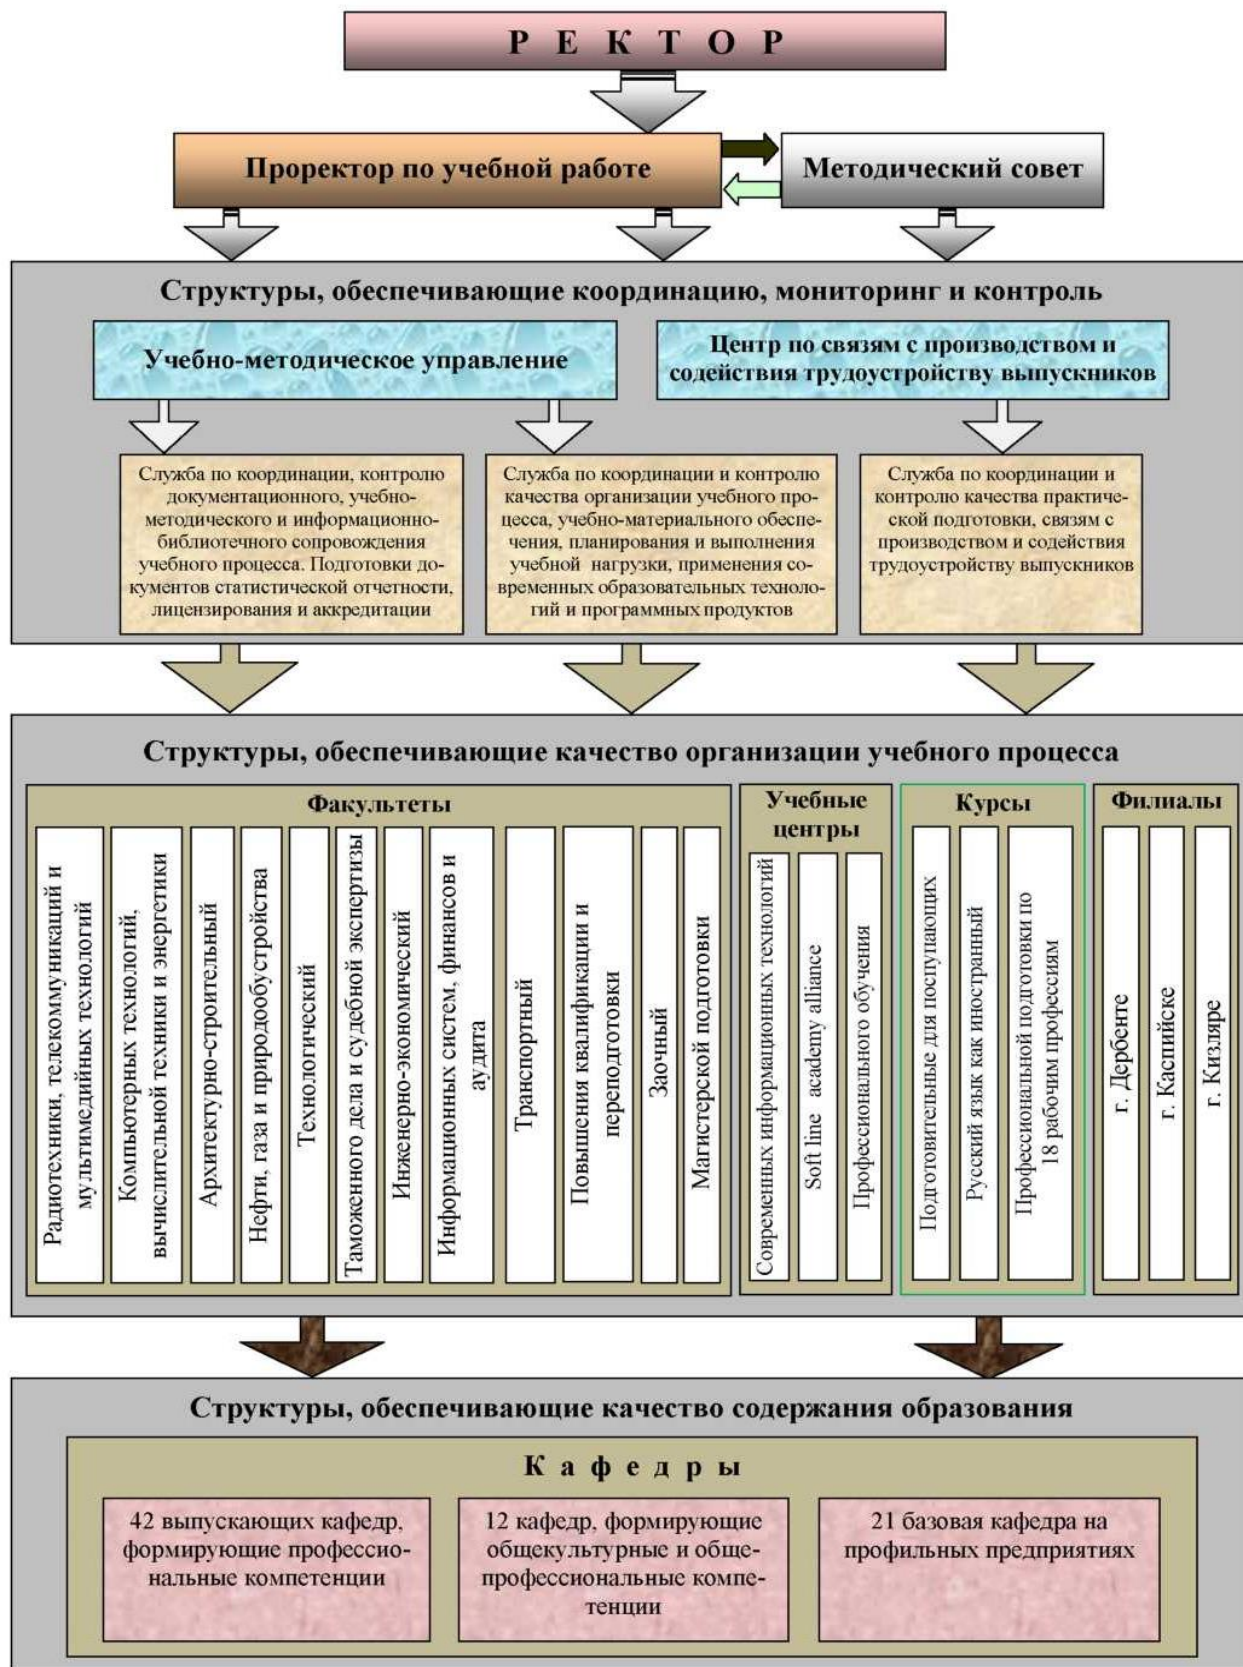 Р Е К Т О Р
Проректор по учебной работе
Методический совет
Структуры, обеспечивающие координацию, мониторинг и контроль
Учебно-методическое управление
Центр по связям с производством и
содействия трудоустройству выпускников
Служба по координации, контролю
документационного, учебно-
методического и информационно-
библиотечного сопровождения
учебного процесса. Подготовки до-
кументов статистической отчетности,
лицензирования и аккредитации
Служба по координации и контролю
качества организации учебного про-
цесса, учебно-материального обеспе-
чения, планирования и выполнения
учебной нагрузки, применения со-
временных образовательных техноло-
гий и программных продуктов
Служба по координации и
контролю качества практиче-
ской подготовки, связям с
производством и содействия
трудоустройству выпускников
Структуры, обеспечивающие качество организации учебного процесса
Факультеты
Радиотехники, телекоммуникаций и
мультимедийных технологий
Компьютерных технологий,
вычислительной техники и энергетики
Архитектурно-строительный
Нефти, газа и природообустройства
Технологический
Таможенного дела и судебной экспертизы
Инженерно-экономический
Информационных систем, финансов и
аудита
Транспортный
Повышения квалификации и
переподготовки
Заочный
Магистерской подготовки
Учебные
центры
Современных информационных технологий
Soft line academy alliance
Профессионального обучения
Курсы
Подготовительные для поступающих
Русский язык как иностранный
Профессиональной подготовки по
18 рабочим профессиям
Филиалы
г. Дербенте
г. Каспийске
г. Кизляре
Структуры, обеспечивающие качество содержания образования
К а ф е д р ы
42 выпускающих кафедр,
формирующие профессио-
нальные компетенции
12 кафедр, формирующие
общекультурные и обще-
профессиональные компе-
тенции
21 базовая кафедра на
профильных предприятиях